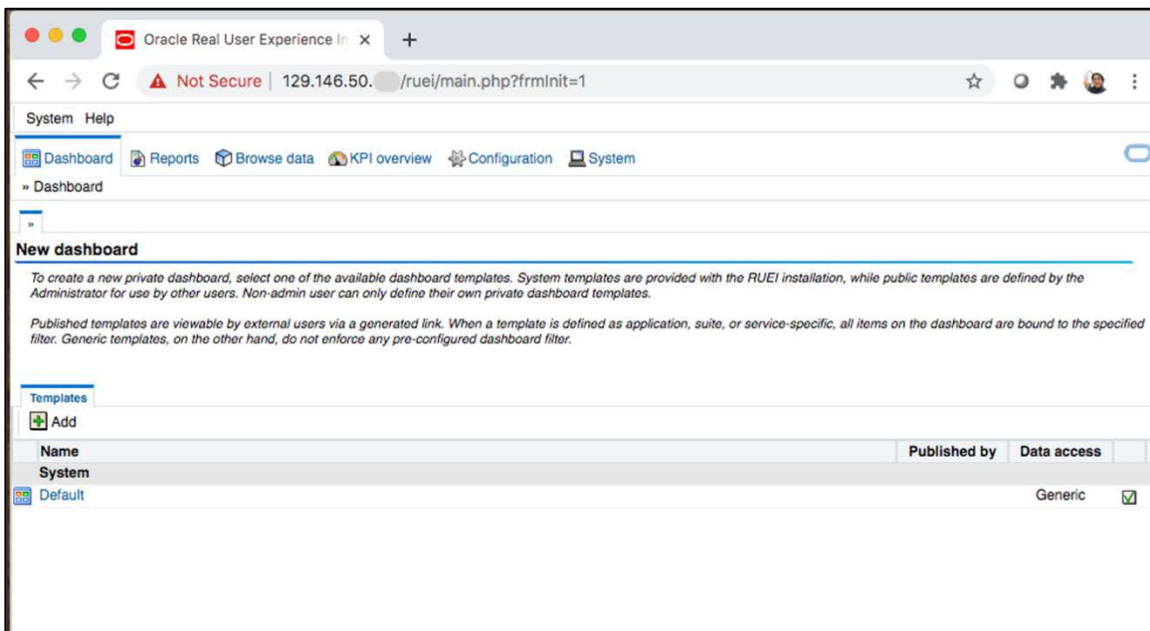 Oracle Real User Experience In
Not Secure | 129.146.50. /ruei/main.php?frmInit=1
System Help
Dashboard Reports Browse data KPI overview Configuration System
» Dashboard
»
New dashboard
To create a new private dashboard, select one of the available dashboard templates. System templates are provided with the RUEI installation, while public templates are defined by the
Administrator for use by other users. Non-admin user can only define their own private dashboard templates.
Published templates are viewable by external users via a generated link. When a template is defined as application, suite, or service-specific, all items on the dashboard are bound to the specified
filter. Generic templates, on the other hand, do not enforce any pre-configured dashboard filter.
Templates
Add
Name Published by Data access
System
Default Generic